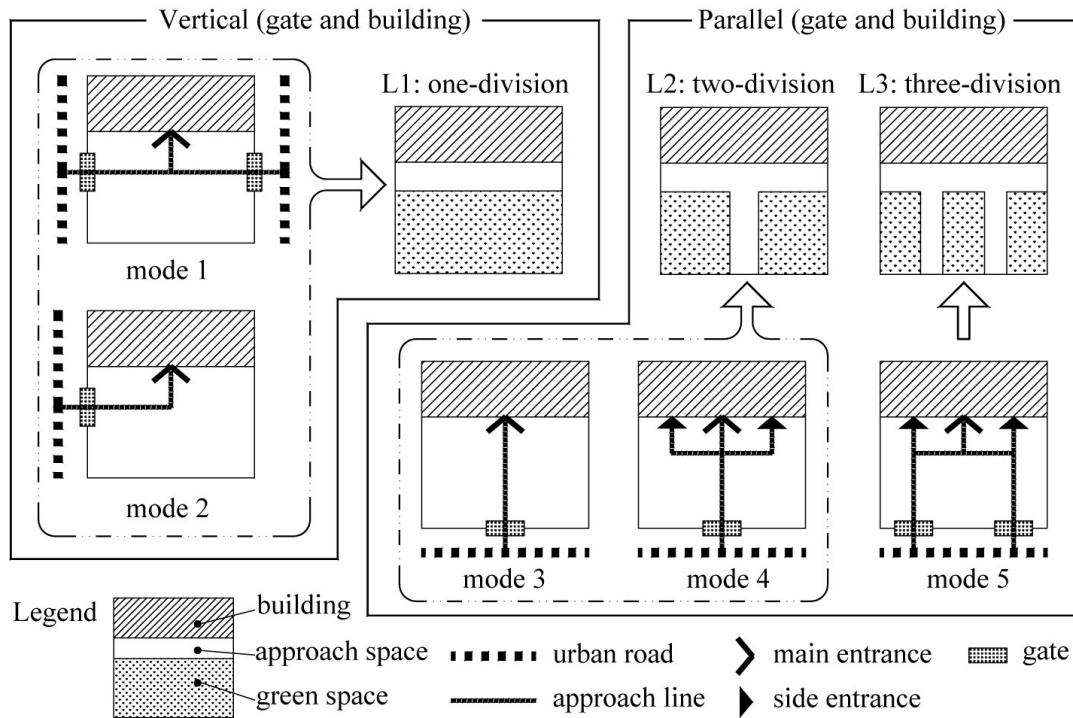 Vertical (gate and building)
Parallel (gate and building)
L1: one-division
L2: two-division
L3: three-division
mode 1
mode 2
mode 3
mode 4
mode 5
Legend
building
approach space
green space
urban road
approach line
main entrance
side entrance
gate